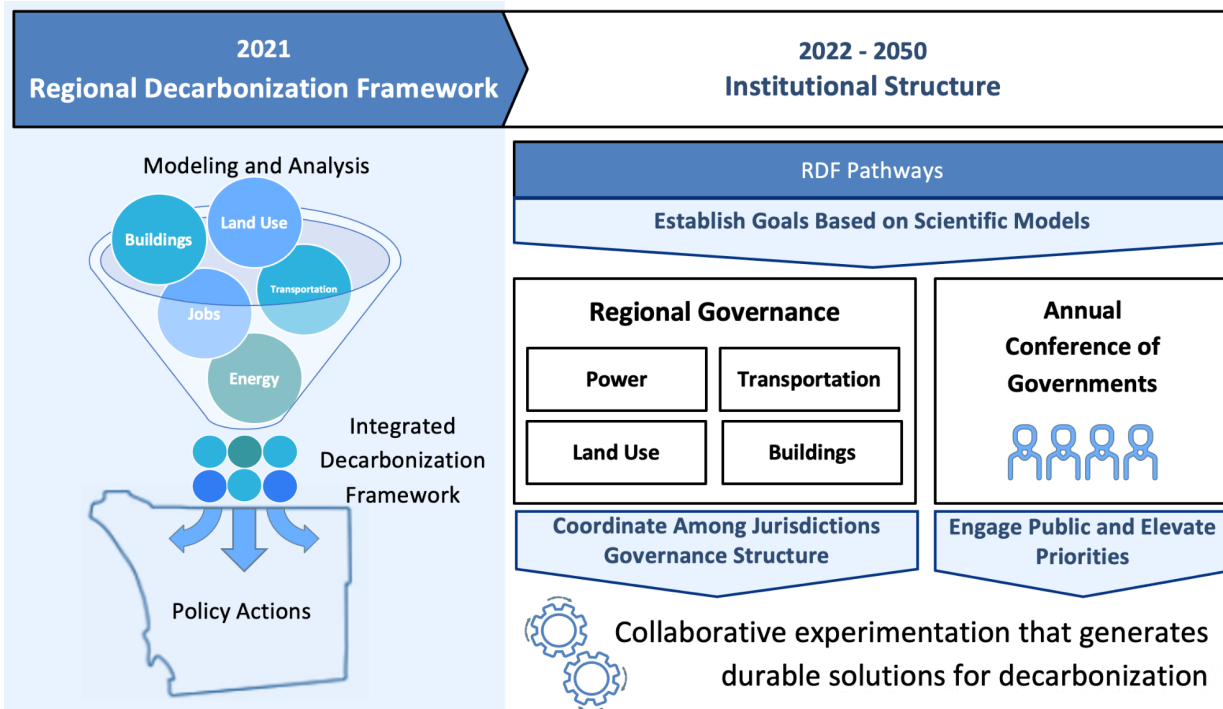 2021
Regional Decarbonization Framework
2022 - 2050
Institutional Structure
Modeling and Analysis
Buildings
Land Use
Transportation
Jobs
Energy
Integrated
Decarbonization
Framework
Policy Actions
RDF Pathways
Establish Goals Based on Scientific Models
Regional Governance
Power
Transportation
Land Use
Buildings
Annual
Conference of
Governments
Coordinate Among Jurisdictions
Governance Structure
Engage Public and Elevate
Priorities
Collaborative experimentation that generates
durable solutions for decarbonization